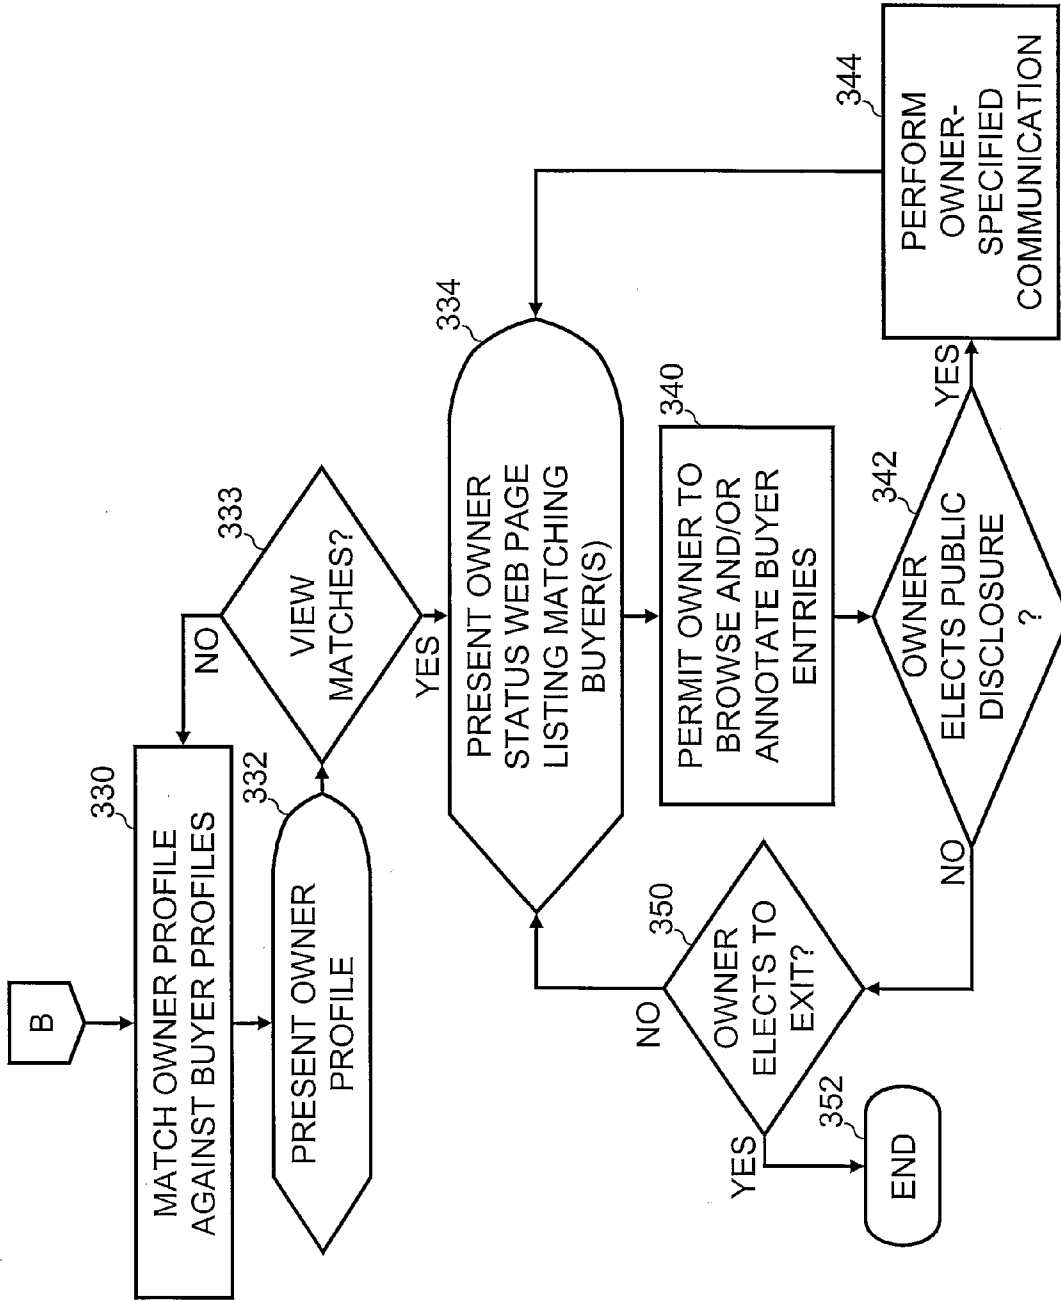 B
330
MATCH OWNER PROFILE
AGAINST BUYER PROFILES
332
PRESENT OWNER
PROFILE
333
VIEW
MATCHES?
NO
YES
334
PRESENT OWNER
STATUS WEB PAGE
LISTING MATCHING
BUYER(S)
340
PERMIT OWNER TO
BROWSE AND/OR
ANNOTATE BUYER
ENTRIES
342
OWNER
ELECTS PUBLIC
DISCLOSURE
?
YES
NO
344
PERFORM
OWNER-
SPECIFIED
COMMUNICATION
350
OWNER
ELECTS TO
EXIT?
NO
YES
352
END